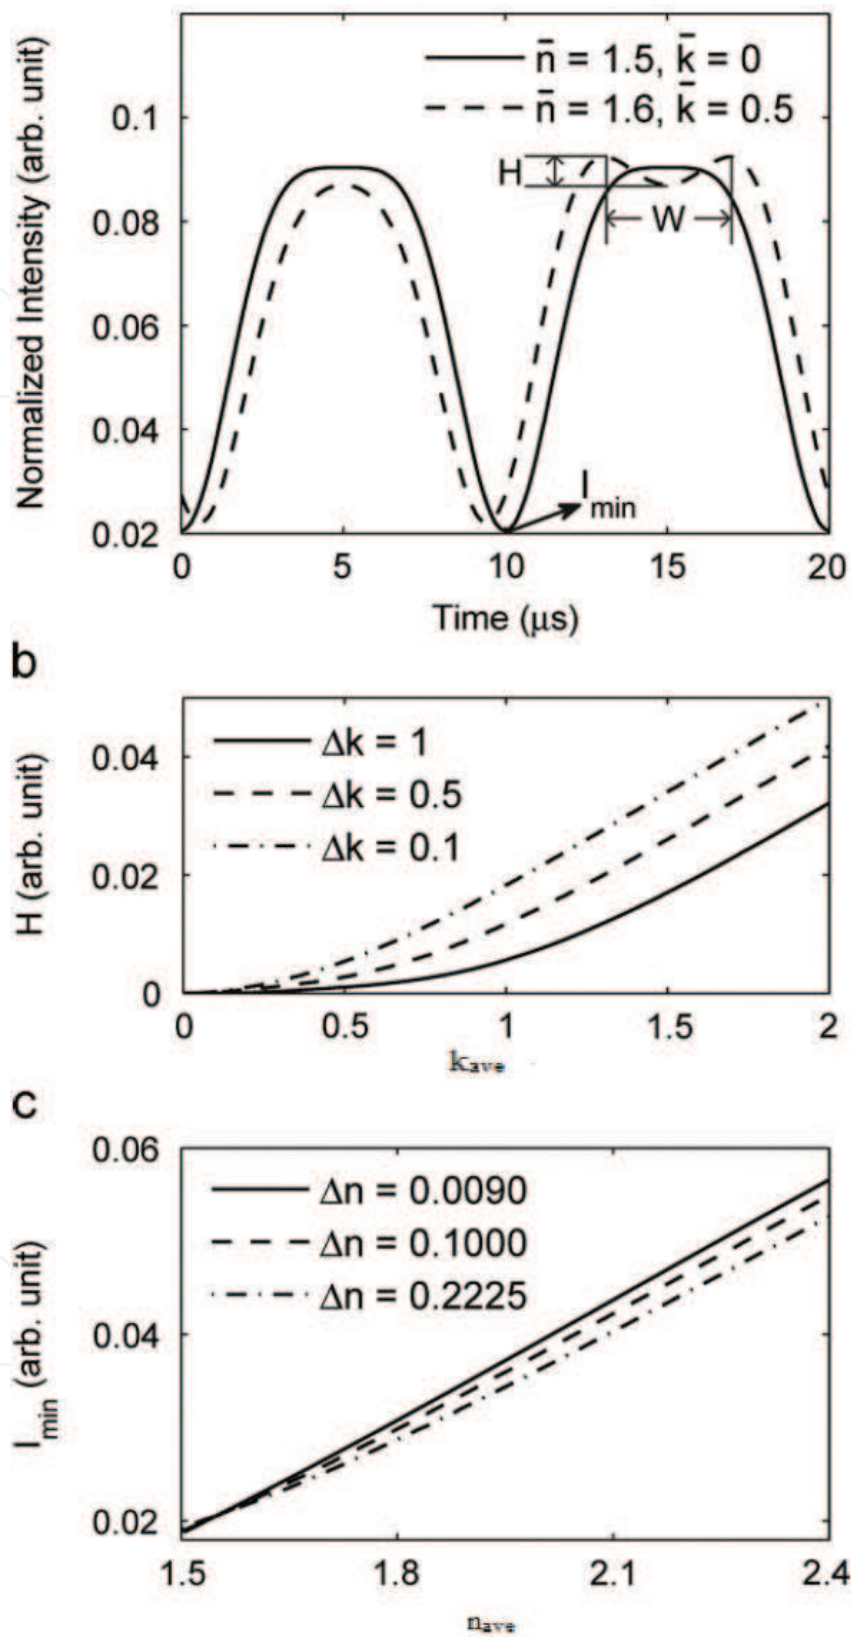 n̄ = 1.5, k̄ = 0
n̄ = 1.6, k̄ = 0.5
Normalized Intensity (arb. unit)
0.1
0.08
0.06
0.04
0.02
H
W
I_min
0 5 10 15 20
Time (μs)
b
Δk = 1
Δk = 0.5
Δk = 0.1
H (arb. unit)
0.04
0.02
0
0 0.5 1 1.5 2
k_ave
c
Δn = 0.0090
Δn = 0.1000
Δn = 0.2225
I_min (arb. unit)
0.06
0.04
0.02
1.5 1.8 2.1 2.4
n_ave